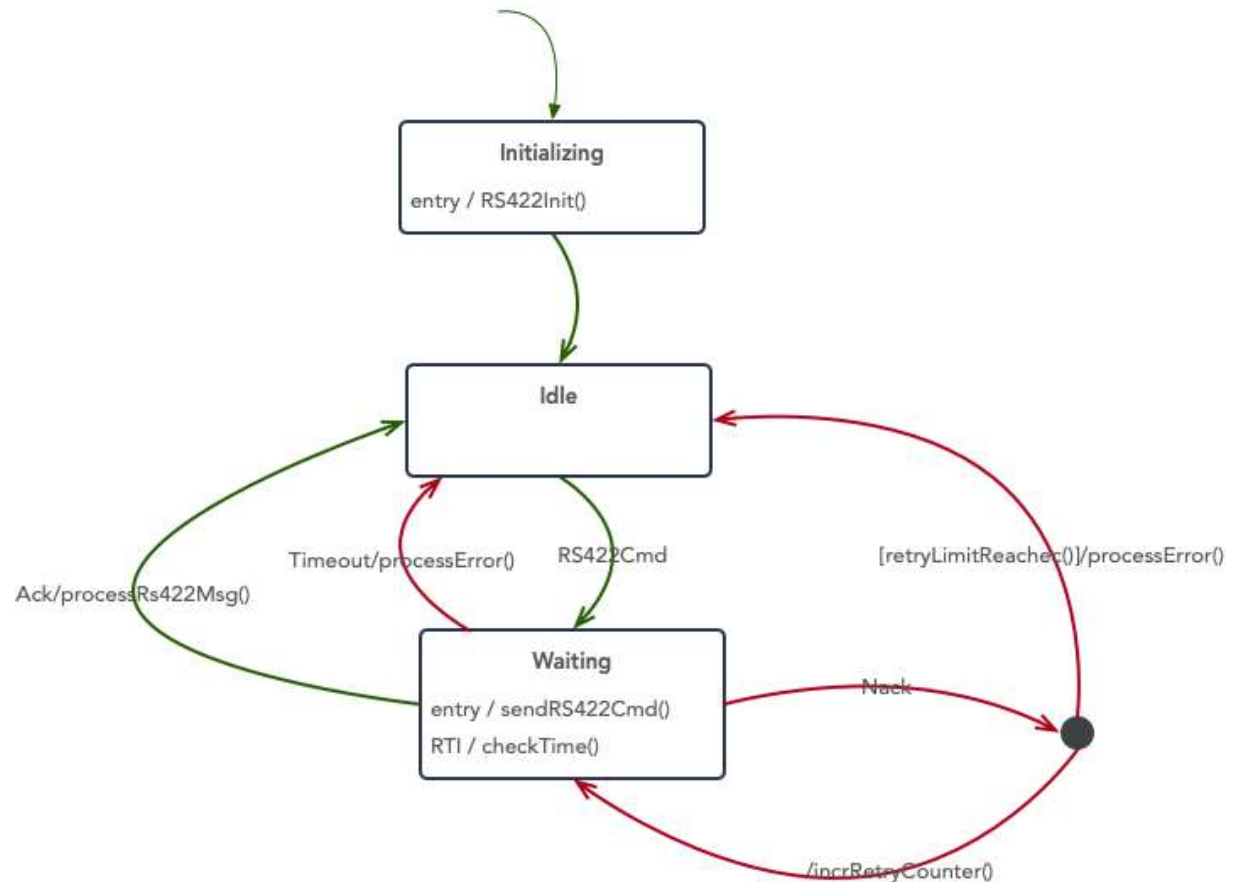 Initializing
entry / RS422Init()
Idle
Timeout/processError()
RS422Cmd
[retryLimitReached()]/processError()
Ack/processRs422Msg()
Waiting
entry / sendRS422Cmd()
RTI / checkTime()
Nack
/incrRetryCounter()